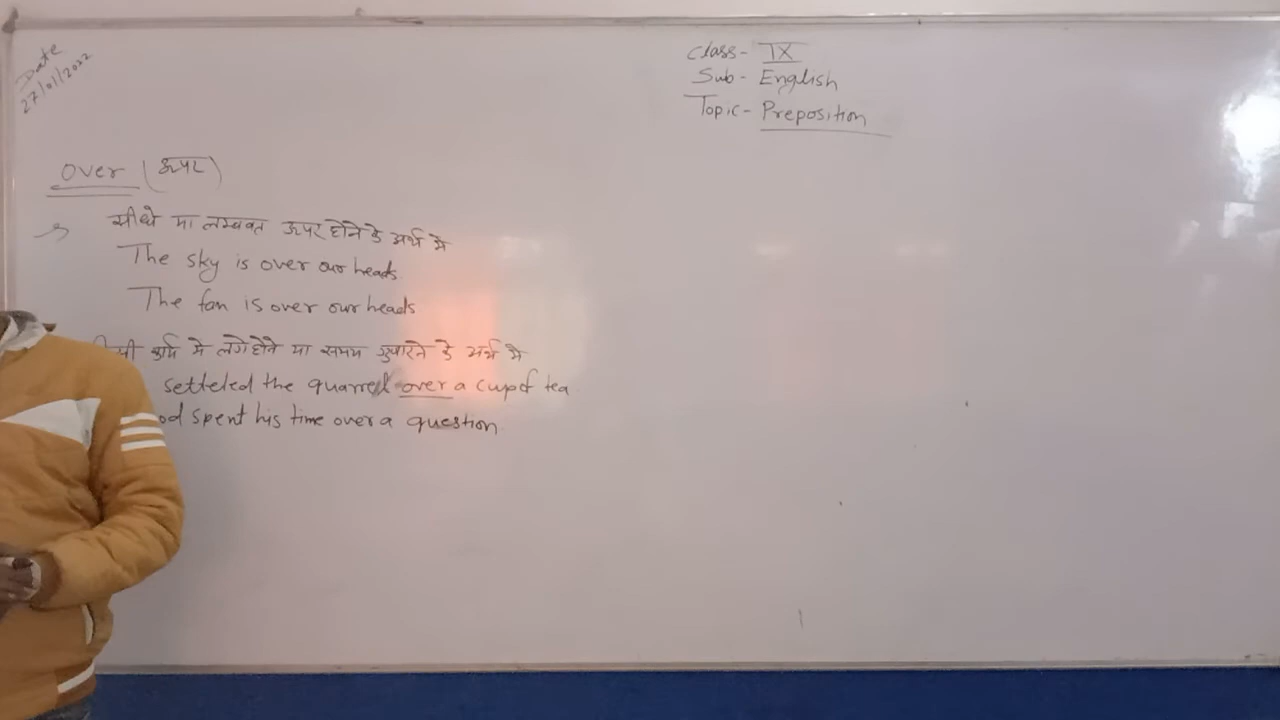 Date
27/01/2022
Class- IX
Sub- English
Topic- Preposition
Over (ऊपर)
सीधे या लम्बवत ऊपर होने के अर्थ मे
The sky is over our heads.
The fan is over our heads
कार्य मे लगे होने या समय गुजारने के अर्थ मे
setteled the quarrel over a cup of tea
od spent his time over a question.